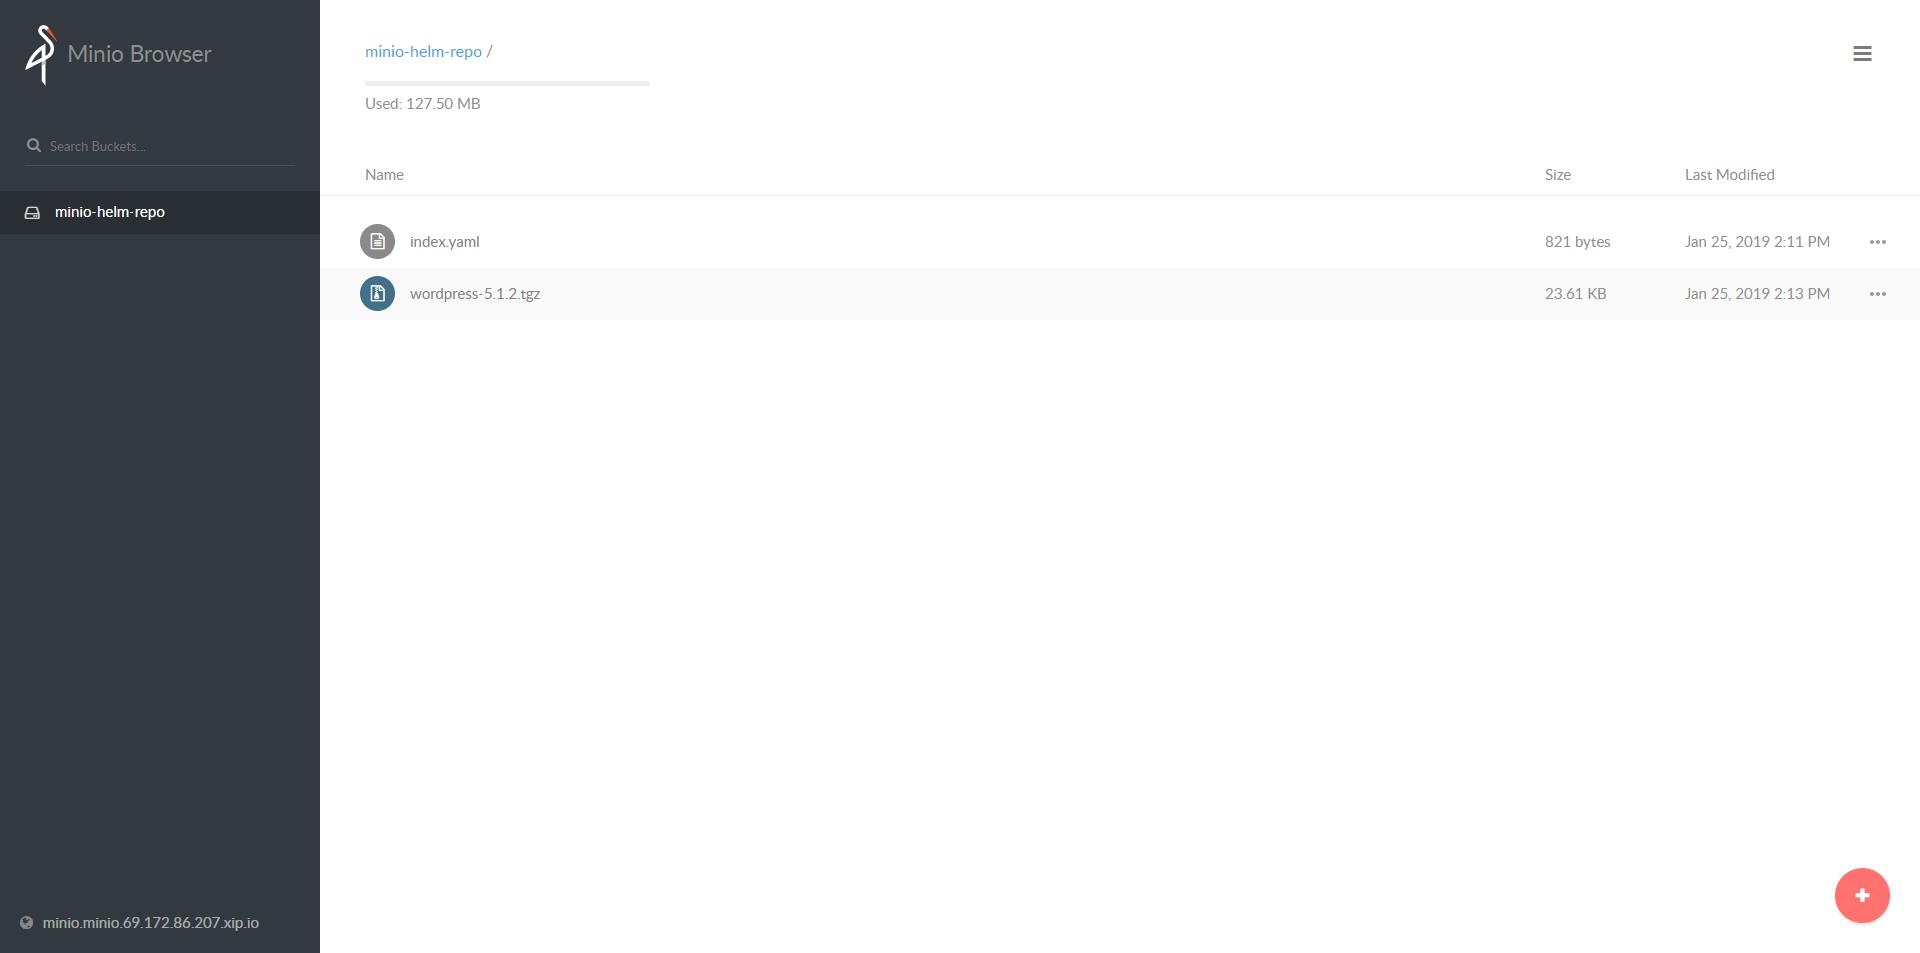 Minio Browser
Search Buckets...
minio-helm-repo
minio.minio.69.172.86.207.xip.io
minio-helm-repo /
Used: 127.50 MB
Name Size Last Modified
index.yaml 821 bytes Jan 25, 2019 2:11 PM
wordpress-5.1.2.tgz 23.61 KB Jan 25, 2019 2:13 PM